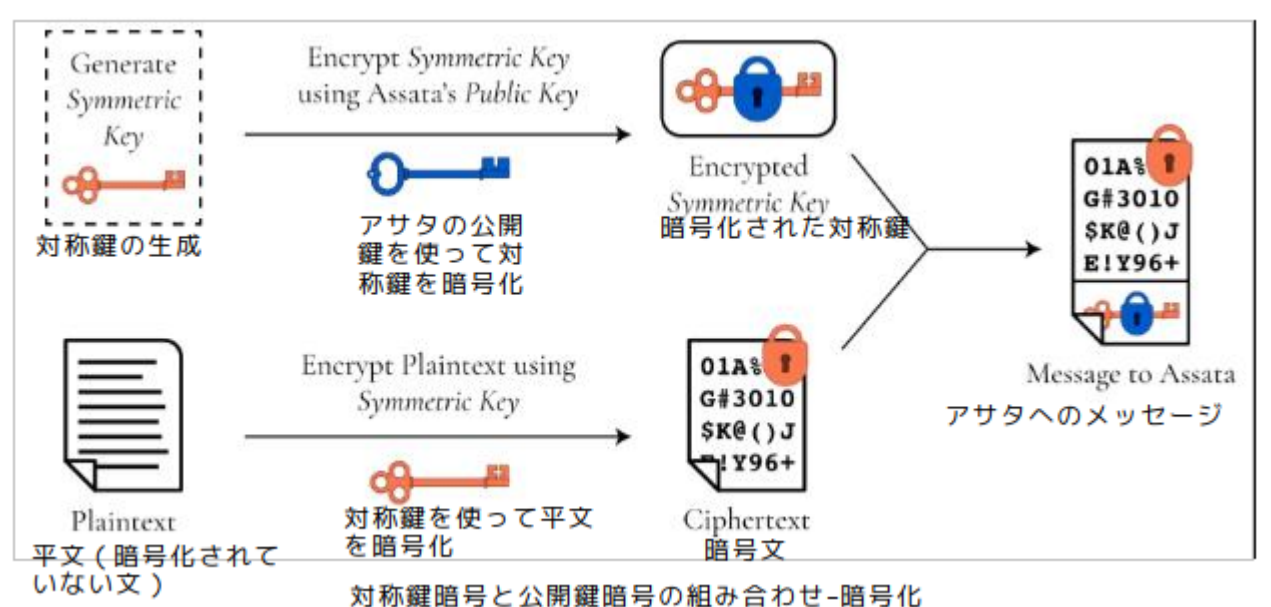 Generate
Symmetric
Key
対称鍵の生成
Encrypt Symmetric Key
using Assata's Public Key
アサタの公開
鍵を使って対
称鍵を暗号化
Encrypted
Symmetric Key
暗号化された対称鍵
Plaintext
平文(暗号化されて
いない文)
Encrypt Plaintext using
Symmetric Key
対称鍵を使って平文
を暗号化
01A%
G#3010
$K@()J
!Y96+
Ciphertext
暗号文
01A%
G#3010
$K@()J
E!Y96+
Message to Assata
アサタへのメッセージ
対称鍵暗号と公開鍵暗号の組み合わせ-暗号化